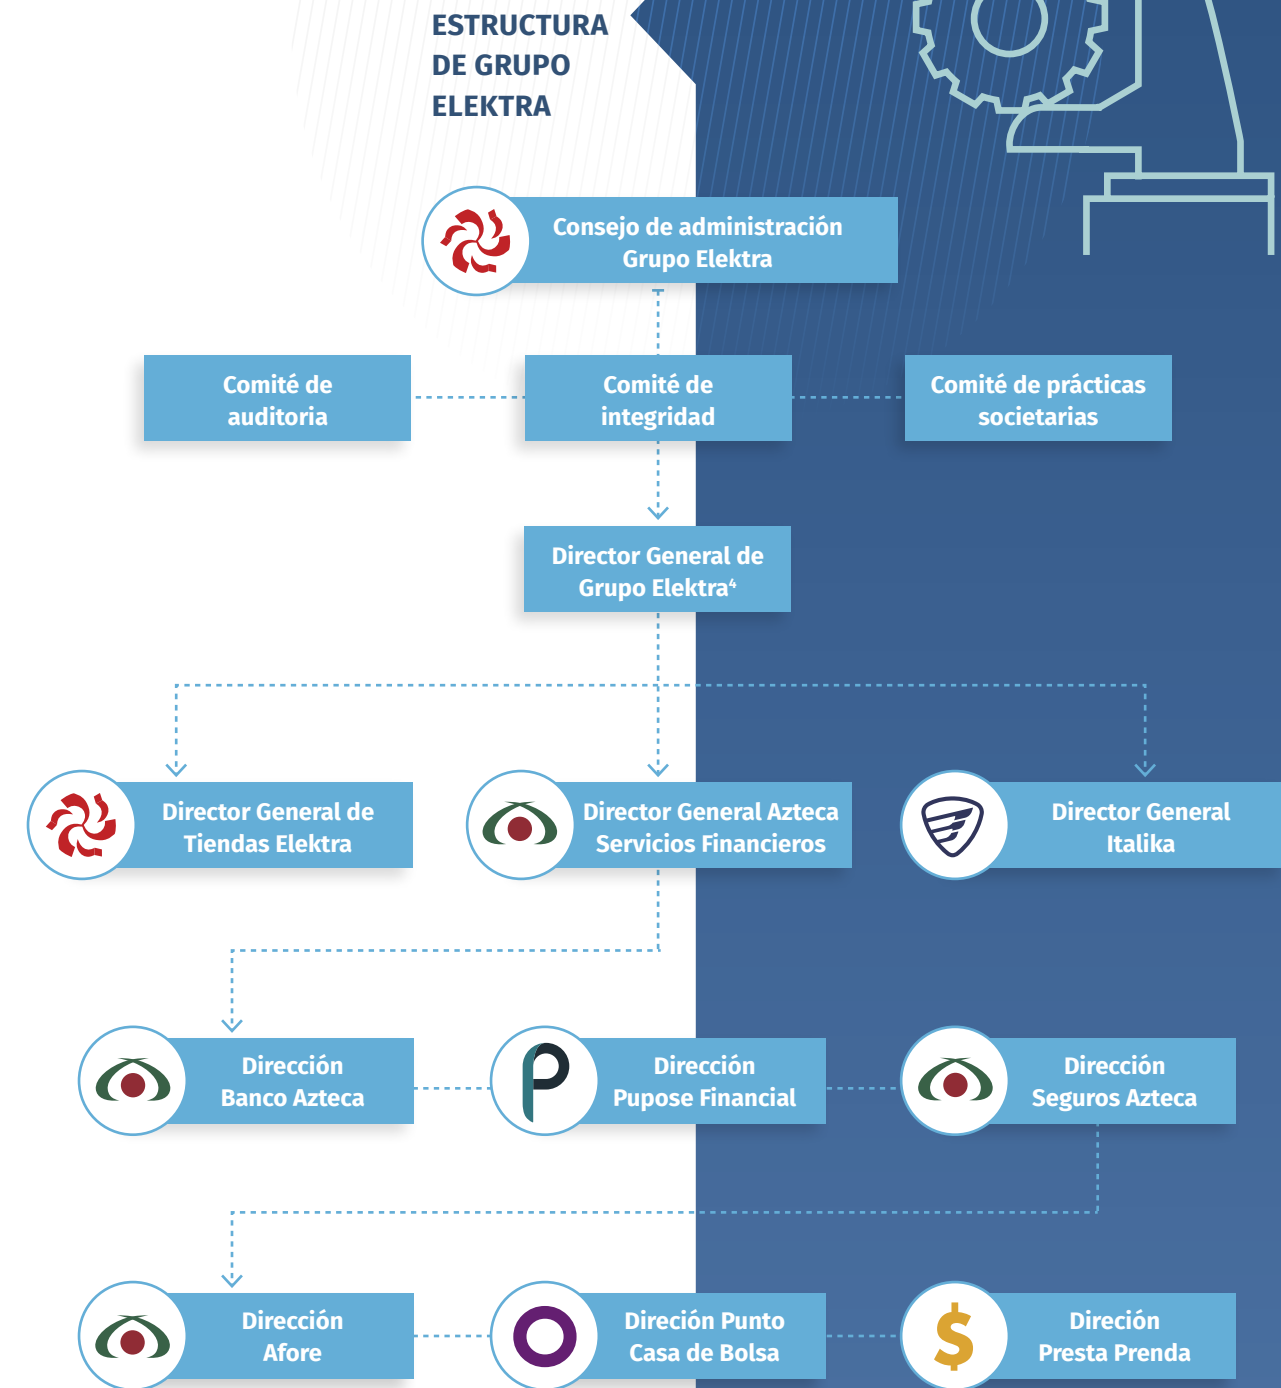 ESTRUCTURA
DE GRUPO
ELEKTRA
Consejo de administración
Grupo Elektra
Comité de
auditoria
Comité de
integridad
Comité de prácticas
societarias
Director General de
Grupo Elektra⁴
Director General de
Tiendas Elektra
Director General Azteca
Servicios Financieros
Director General
Italika
Dirección
Banco Azteca
Dirección
Pupose Financial
Dirección
Seguros Azteca
Dirección
Afore
Direción Punto
Casa de Bolsa
Direción
Presta Prenda